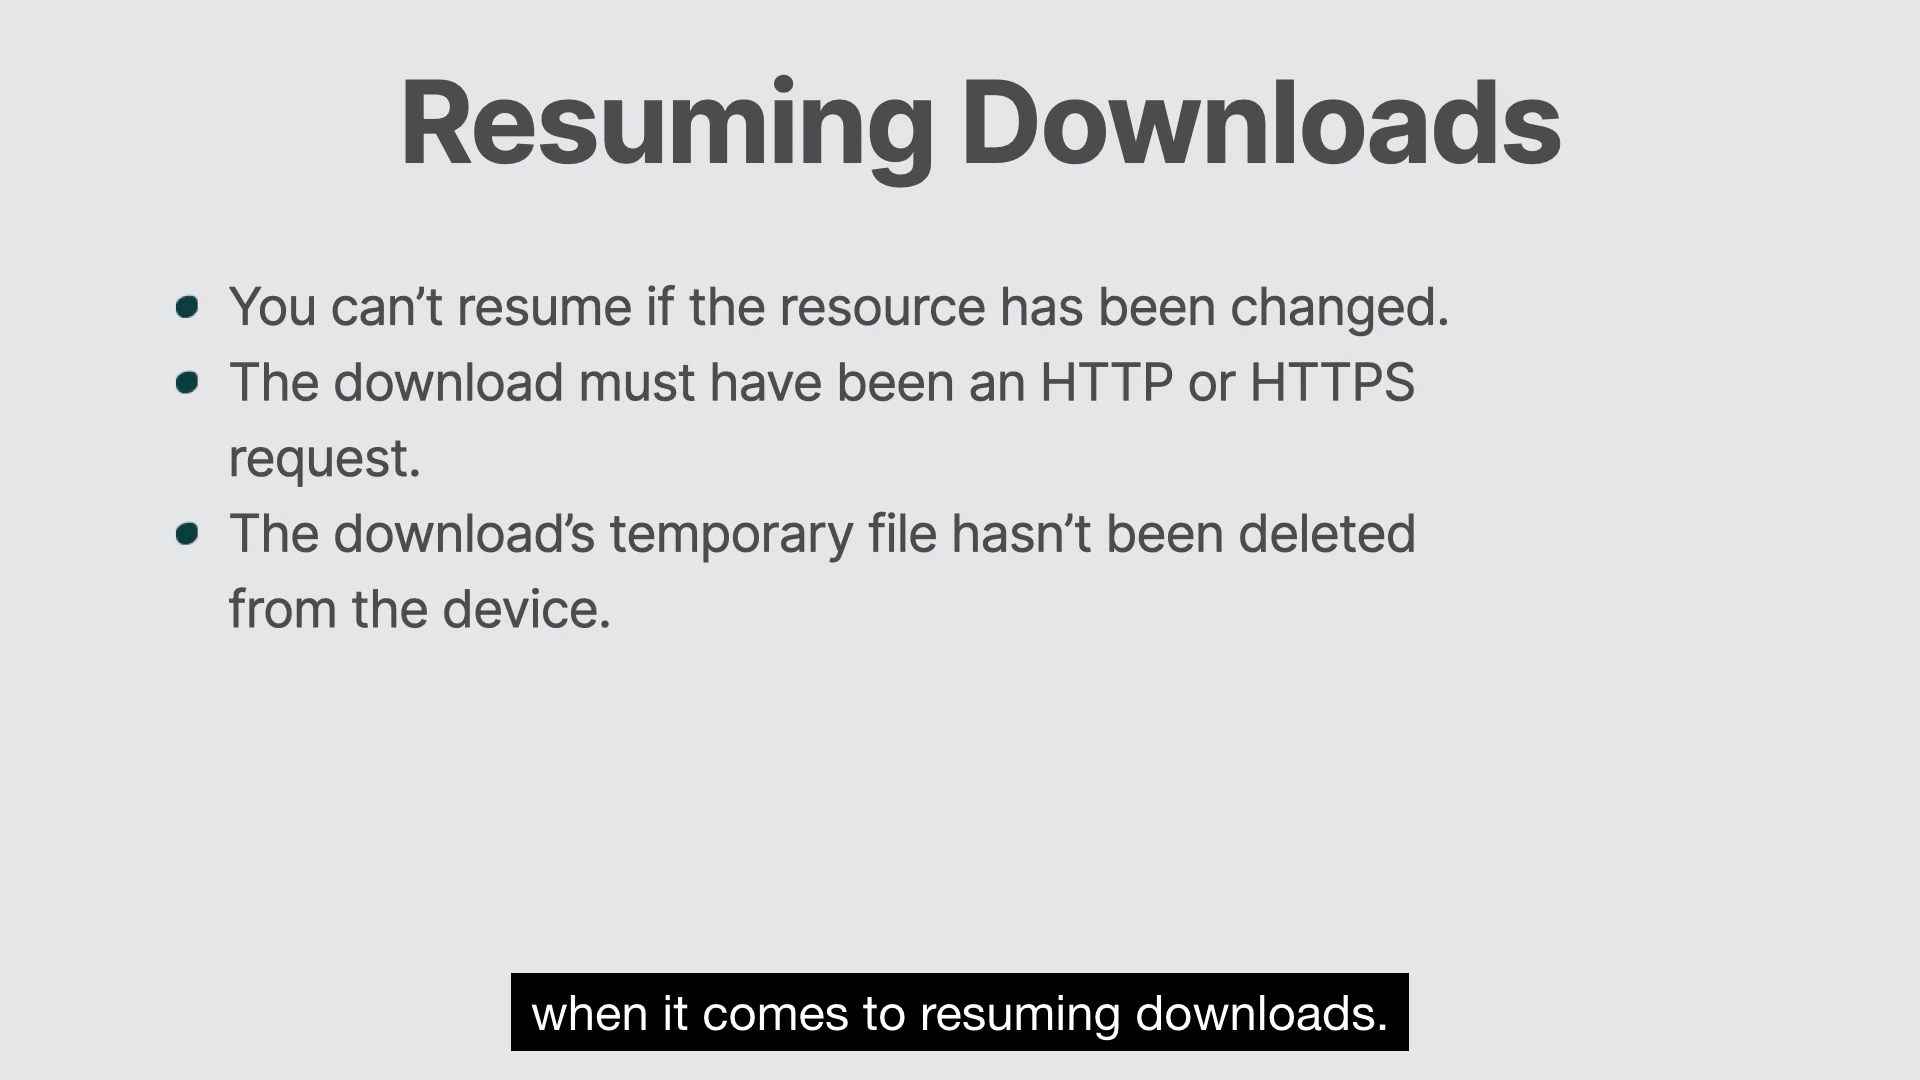 Resuming Downloads
You can’t resume if the resource has been changed.
The download must have been an HTTP or HTTPS
request.
The download’s temporary file hasn’t been deleted
from the device.
when it comes to resuming downloads.